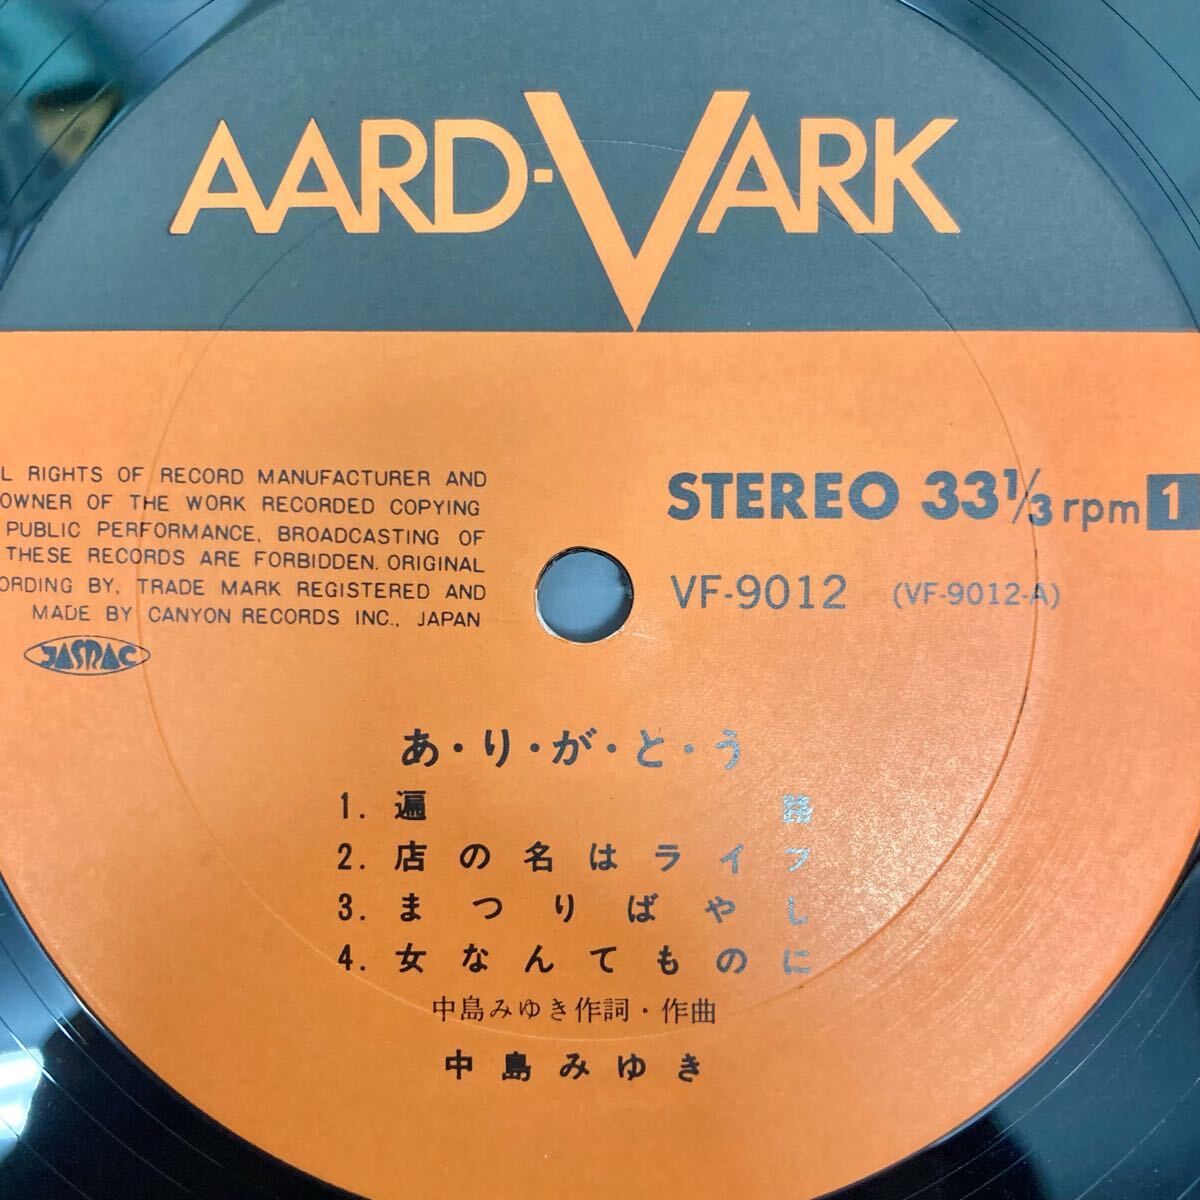 AARD-VARK
L RIGHTS OF RECORD MANUFACTURER AND
OWNER OF THE WORK RECORDED COPYING
PUBLIC PERFORMANCE, BROADCASTING OF
THESE RECORDS ARE FORBIDDEN. ORIGINAL
ORDING BY, TRADE MARK REGISTERED AND
MADE BY CANYON RECORDS INC., JAPAN
JASRAC
STEREO 33⅓ rpm 1
VF-9012 (VF-9012-A)
あ・り・が・と・う
1. 遍路
2. 店の名はライフ
3. まつりばやし
4. 女なんてものに
中島みゆき作詞・作曲
中島みゆき